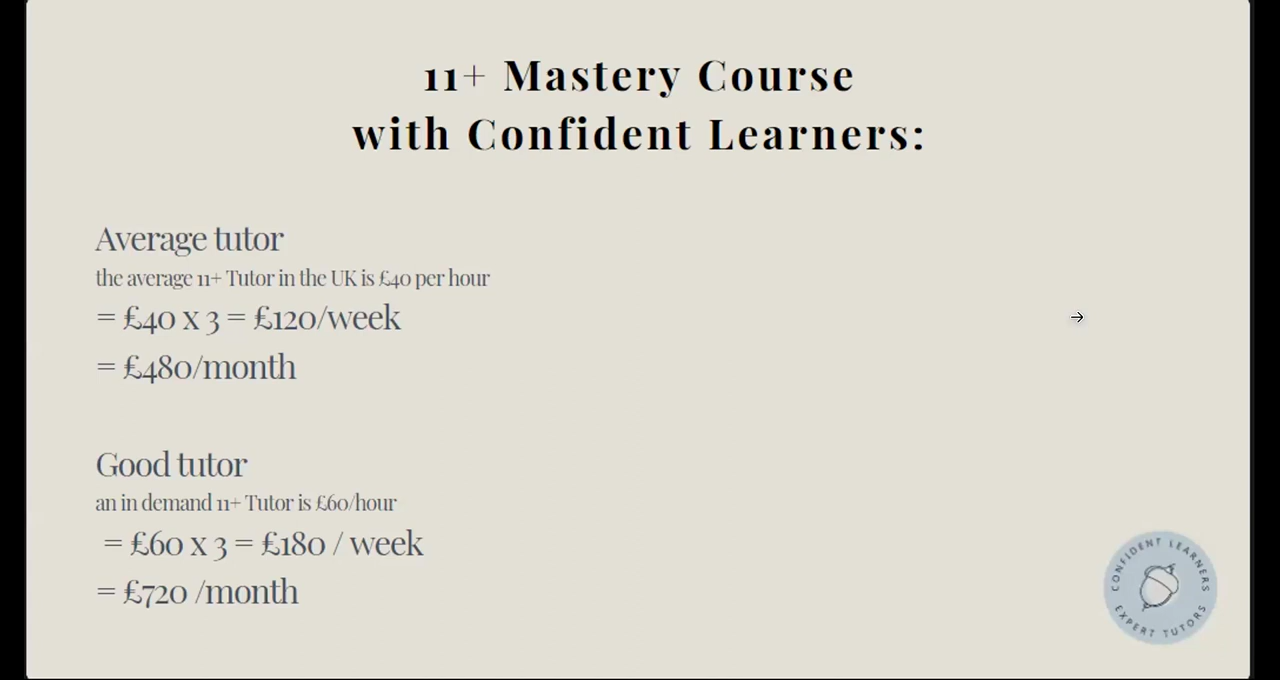 11+ Mastery Course
with Confident Learners:
Average tutor
the average 11+ Tutor in the UK is £40 per hour
= £40 x 3 = £120/week
= £480/month
Good tutor
an in demand 11+ Tutor is £60/hour
= £60 x 3 = £180 / week
= £720 /month
CONFIDENT LEARNERS
EXPERT TUTORS